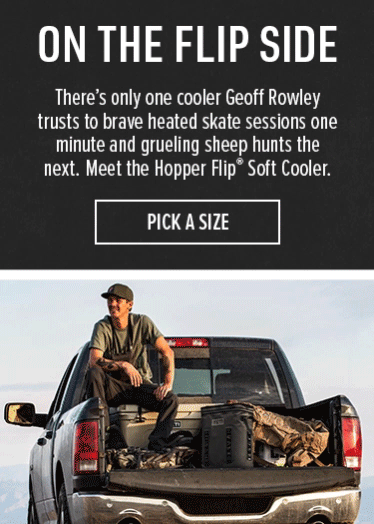 ON THE FLIP SIDE
There's only one cooler Geoff Rowley
trusts to brave heated skate sessions one
minute and grueling sheep hunts the
next. Meet the Hopper Flip® Soft Cooler.
PICK A SIZE